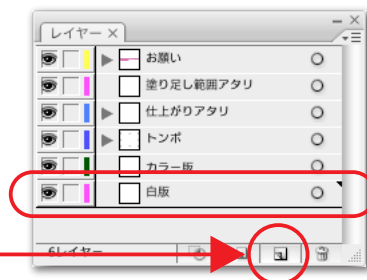 レイヤー ×
お願い
塗り足し範囲アタリ
仕上がりアタリ
トンボ
カラー版
白版
6レイヤー